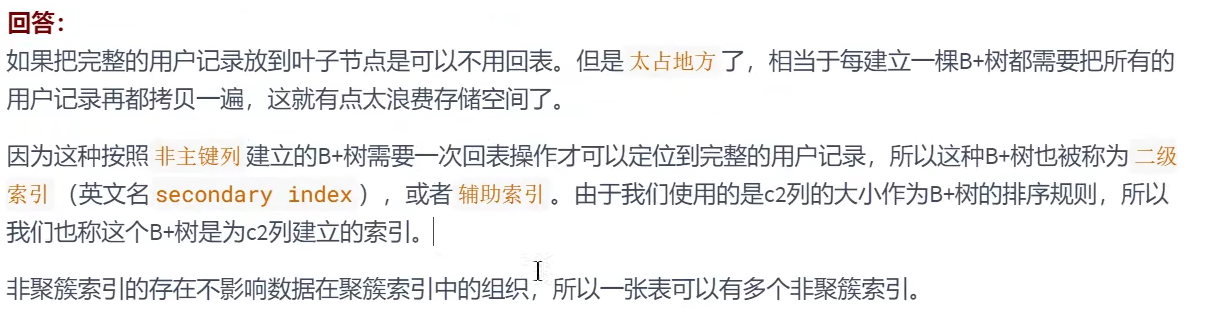 回答：
如果把完整的用户记录放到叶子节点是可以不用回表。但是 太占地方 了，相当于每建立一棵B+树都需要把所有的
用户记录再都拷贝一遍，这就有点太浪费存储空间了。
因为这种按照 非主键列 建立的B+树需要一次回表操作才可以定位到完整的用户记录，所以这种B+树也被称为 二级
索引 （英文名 secondary index ），或者 辅助索引 。由于我们使用的是c2列的大小作为B+树的排序规则，所以
我们也称这个B+树是为c2列建立的索引。
非聚簇索引的存在不影响数据在聚簇索引中的组织，所以一张表可以有多个非聚簇索引。